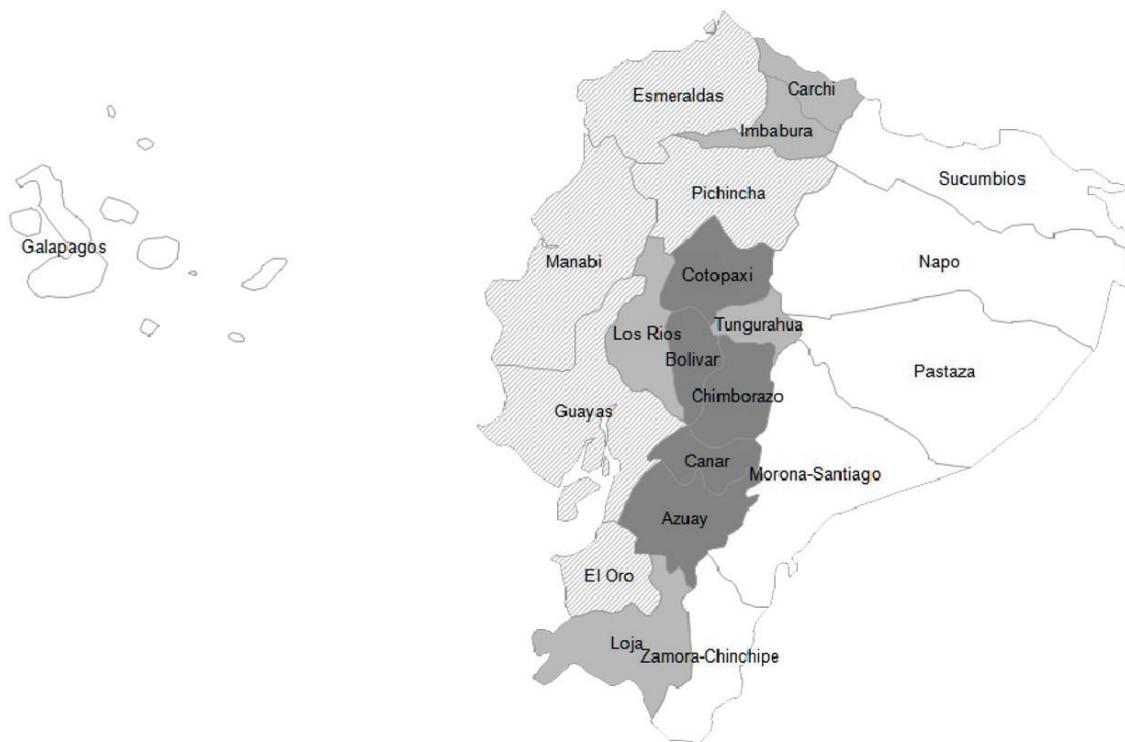 Carchi
Esmeraldas
Imbabura
Sucumbios
Pichincha
Galapagos
Manabi
Napo
Cotopaxi
Tungurahua
Los Rios
Bolivar
Pastaza
Chimborazo
Guayas
Canar
Morona-Santiago
Azuay
El Oro
Loja
Zamora-Chinchipe